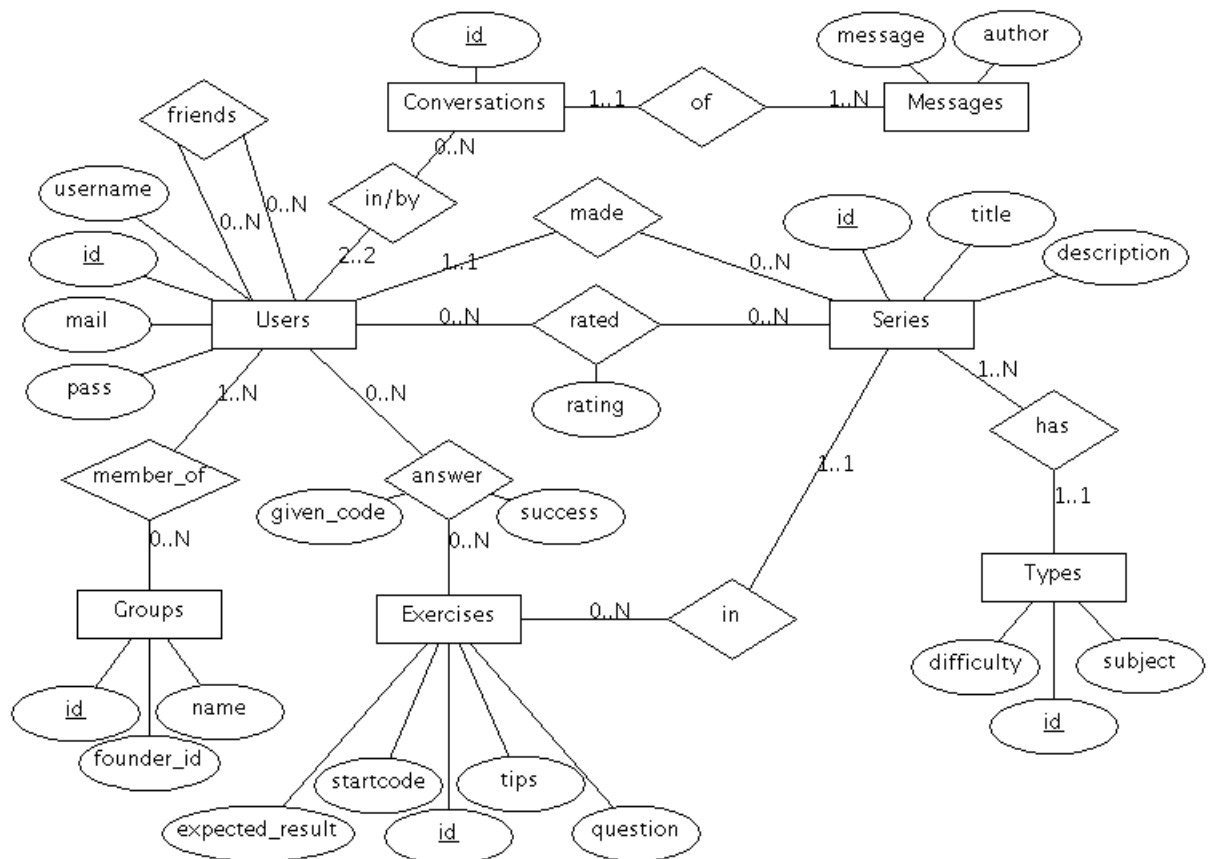 id
message
author
Conversations
1..1
of
1..N
Messages
friends
0..N
username
in/by
made
id
title
0..N
0..N
id
2..2
1..1
0..N
description
mail
Users
0..N
rated
0..N
Series
pass
1..N
0..N
rating
1..N
has
member_of
answer
1..1
given_code
success
1..1
0..N
0..N
Types
Groups
Exercises
0..N
in
difficulty
subject
id
name
id
founder_id
startcode
tips
expected_result
id
question